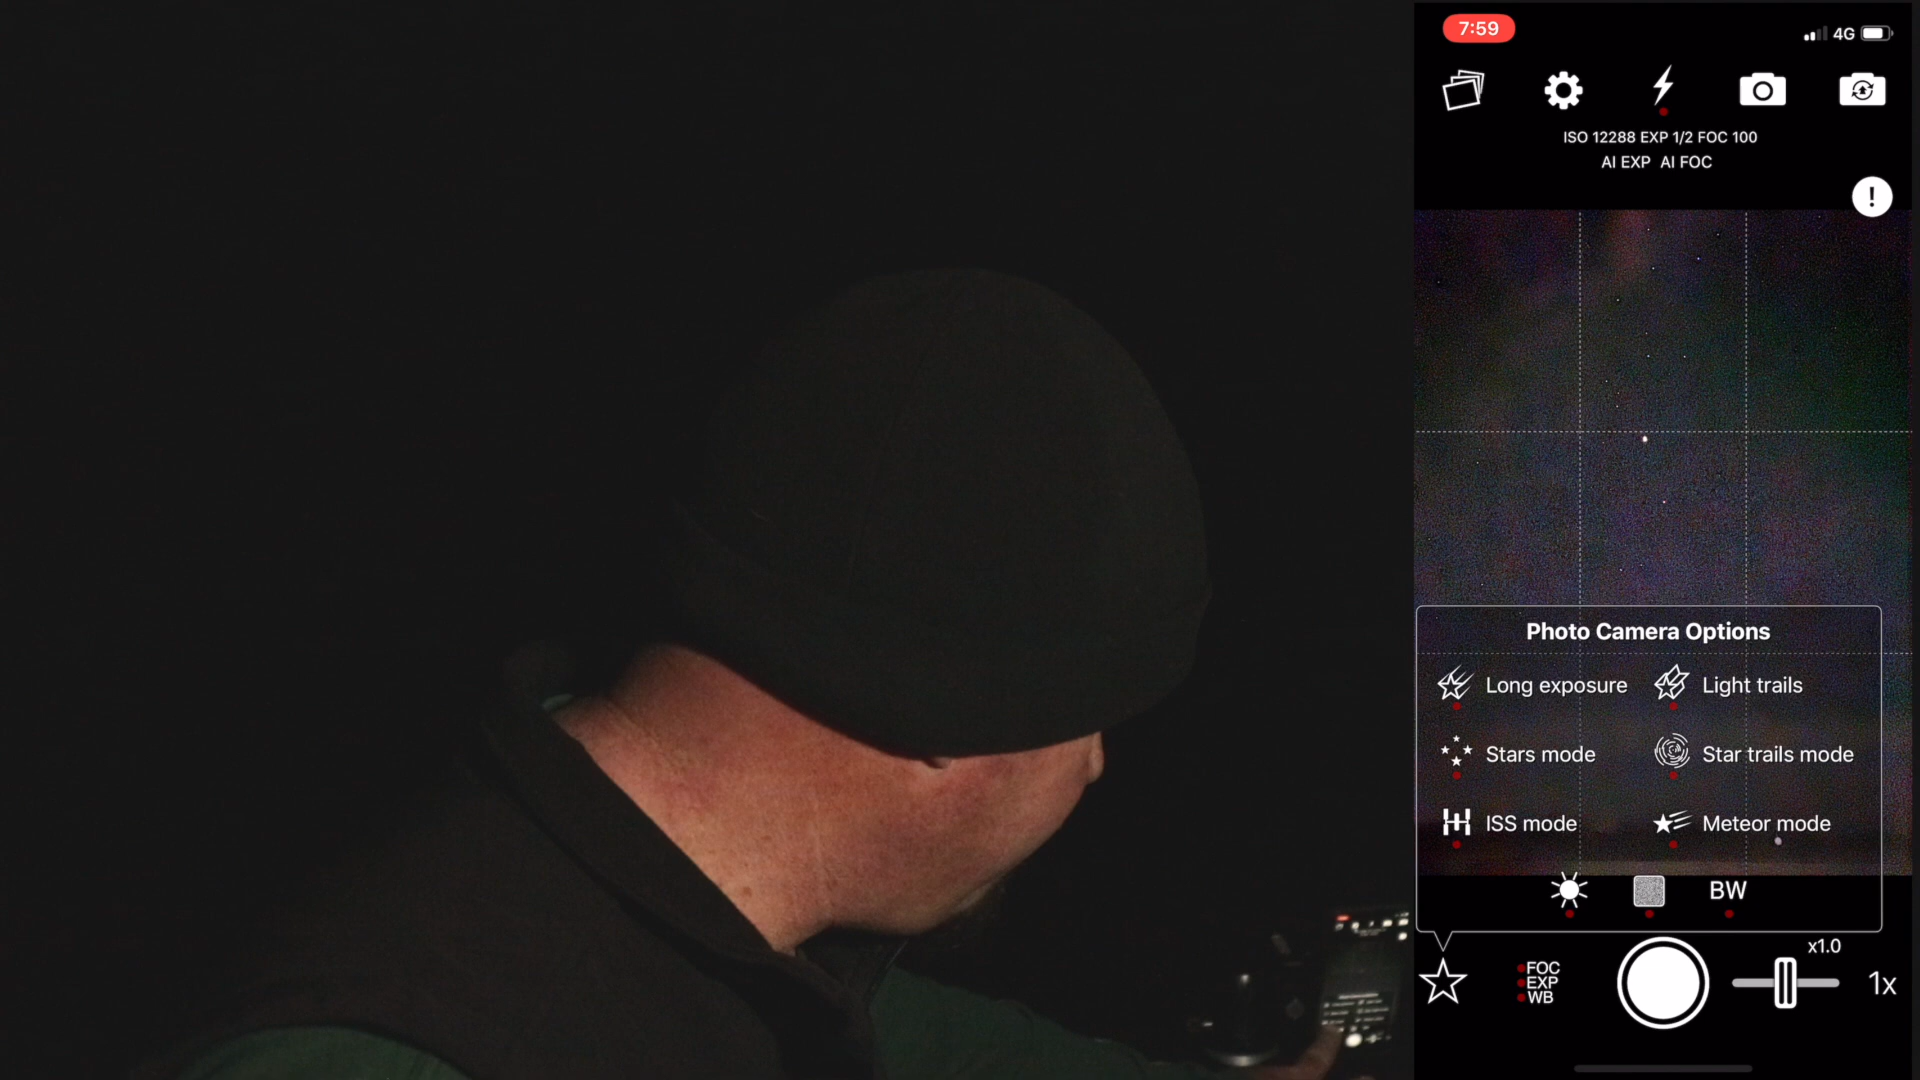 7:59
4G
ISO 12288 EXP 1/2 FOC 100
AI EXP AI FOC
!
Photo Camera Options
Long exposure
Light trails
Stars mode
Star trails mode
ISS mode
Meteor mode
BW
x1.0
FOC
EXP
WB
1x